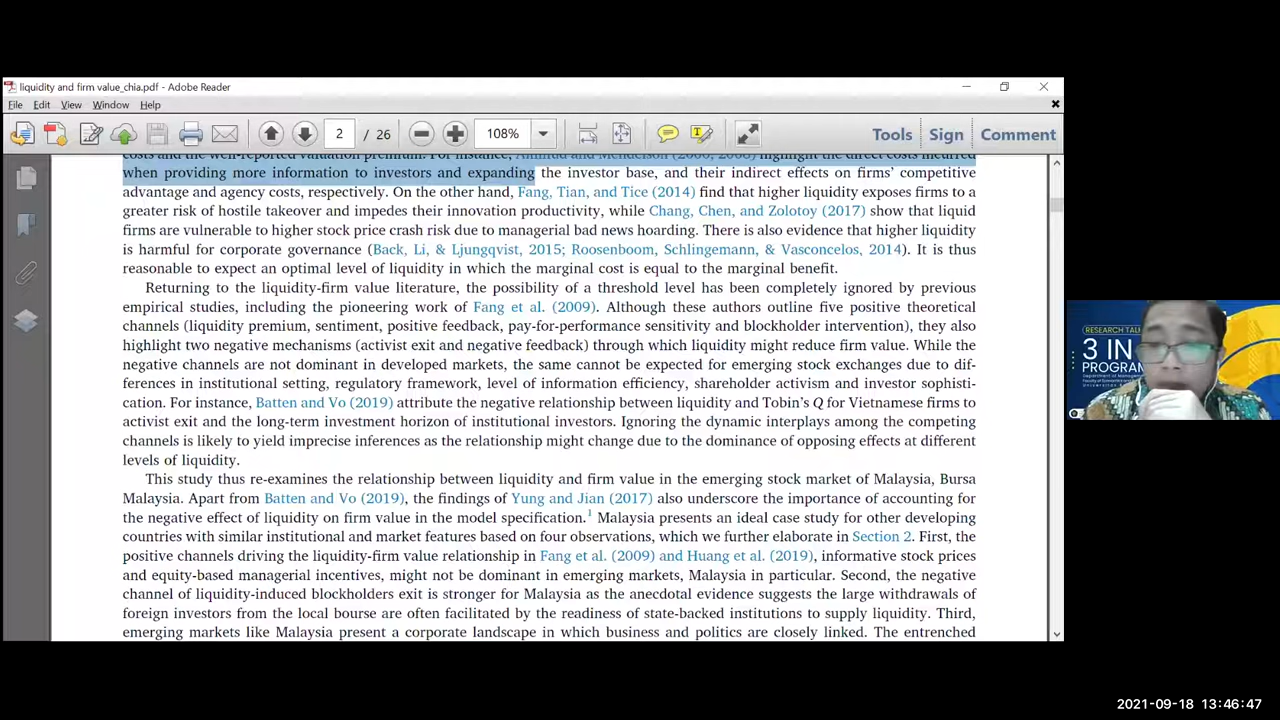 liquidity and firm value_chia.pdf - Adobe Reader
File Edit View Window Help
2 / 26 108% Tools Sign Comment
costs and the well-reported valuation premium. For instance, Amihud and Mendelson (2000, 2008) highlight the direct costs incurred
when providing more information to investors and expanding the investor base, and their indirect effects on firms’ competitive
advantage and agency costs, respectively. On the other hand, Fang, Tian, and Tice (2014) find that higher liquidity exposes firms to a
greater risk of hostile takeover and impedes their innovation productivity, while Chang, Chen, and Zolotoy (2017) show that liquid
firms are vulnerable to higher stock price crash risk due to managerial bad news hoarding. There is also evidence that higher liquidity
is harmful for corporate governance (Back, Li, & Ljungqvist, 2015; Roosenboom, Schlingemann, & Vasconcelos, 2014). It is thus
reasonable to expect an optimal level of liquidity in which the marginal cost is equal to the marginal benefit.
Returning to the liquidity-firm value literature, the possibility of a threshold level has been completely ignored by previous
empirical studies, including the pioneering work of Fang et al. (2009). Although these authors outline five positive theoretical
channels (liquidity premium, sentiment, positive feedback, pay-for-performance sensitivity and blockholder intervention), they also
highlight two negative mechanisms (activist exit and negative feedback) through which liquidity might reduce firm value. While the
negative channels are not dominant in developed markets, the same cannot be expected for emerging stock exchanges due to dif-
ferences in institutional setting, regulatory framework, level of information efficiency, shareholder activism and investor sophisti-
cation. For instance, Batten and Vo (2019) attribute the negative relationship between liquidity and Tobin’s Q for Vietnamese firms to
activist exit and the long-term investment horizon of institutional investors. Ignoring the dynamic interplays among the competing
channels is likely to yield imprecise inferences as the relationship might change due to the dominance of opposing effects at different
levels of liquidity.
This study thus re-examines the relationship between liquidity and firm value in the emerging stock market of Malaysia, Bursa
Malaysia. Apart from Batten and Vo (2019), the findings of Yung and Jian (2017) also underscore the importance of accounting for
the negative effect of liquidity on firm value in the model specification.1 Malaysia presents an ideal case study for other developing
countries with similar institutional and market features based on four observations, which we further elaborate in Section 2. First, the
positive channels driving the liquidity-firm value relationship in Fang et al. (2009) and Huang et al. (2019), informative stock prices
and equity-based managerial incentives, might not be dominant in emerging markets, Malaysia in particular. Second, the negative
channel of liquidity-induced blockholders exit is stronger for Malaysia as the anecdotal evidence suggests the large withdrawals of
foreign investors from the local bourse are often facilitated by the readiness of state-backed institutions to supply liquidity. Third,
emerging markets like Malaysia present a corporate landscape in which business and politics are closely linked. The entrenched
RESEARCH TALK
3 IN
PROGRAM
2021-09-18 13:46:47